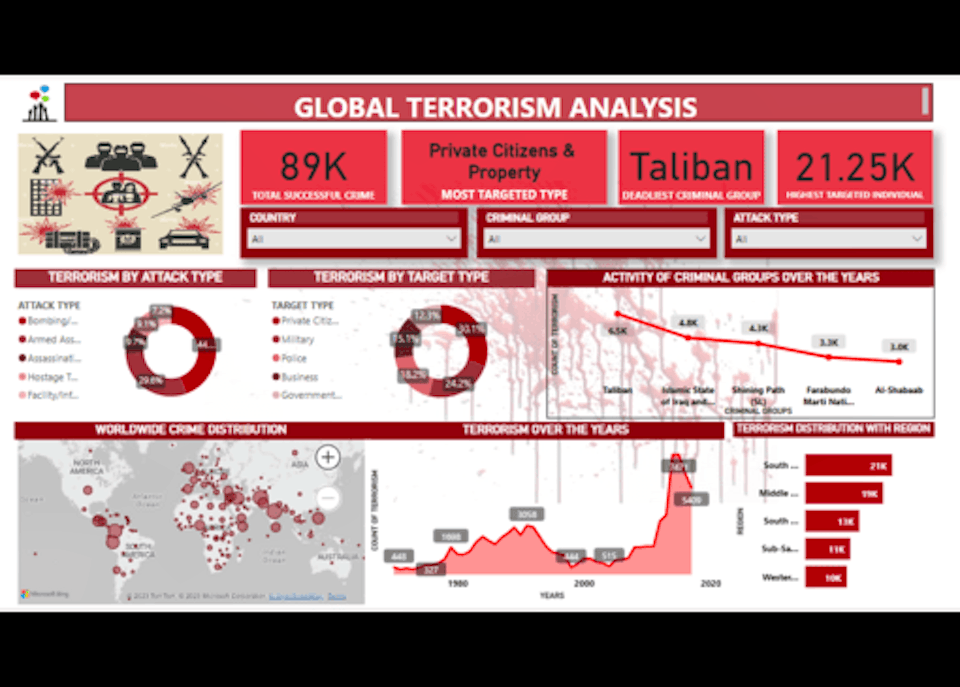 GLOBAL TERRORISM ANALYSIS
89K
TOTAL SUCCESSFUL CRIME
Private Citizens &
Property
MOST TARGETED TYPE
Taliban
DEADLIEST CRIMINAL GROUP
21.25K
HIGHEST TARGETED INDIVIDUAL
COUNTRY
All
CRIMINAL GROUP
All
ATTACK TYPE
All
TERRORISM BY ATTACK TYPE
ATTACK TYPE
Bombing/...
Armed Ass...
Assassinati...
Hostage T...
Facility/Inf...
7.2%
9.1%
9.7%
44...
29.6%
TERRORISM BY TARGET TYPE
TARGET TYPE
Private Citiz...
Military
Police
Business
Government...
12.3%
30.1%
15.1%
18.2%
24.2%
ACTIVITY OF CRIMINAL GROUPS OVER THE YEARS
COUNT OF TERRORISM
6.5K
4.8K
4.3K
3.3K
3.0K
Taliban
Islamic State
of Iraq and...
Shining Path
(SL)
Farabundo
Marti Nati...
Al-Shabaab
CRIMINAL GROUPS
WORLDWIDE CRIME DISTRIBUTION
NORTH
AMERICA
ASIA
Atlantic
Ocean
SOUTH
AMERICA
Indian
Ocean
AUSTRALIA
Microsoft Bing
© 2023 TomTom, © 2023 Microsoft Corporation
Terms
TERRORISM OVER THE YEARS
COUNT OF TERRORISM
448
327
3058
444
515
5409
1980
2000
2020
YEARS
TERRORISM DISTRIBUTION WITH REGION
REGION
South ...
21K
Middle ...
19K
South ...
13K
Sub-Sa...
11K
Wester...
10K